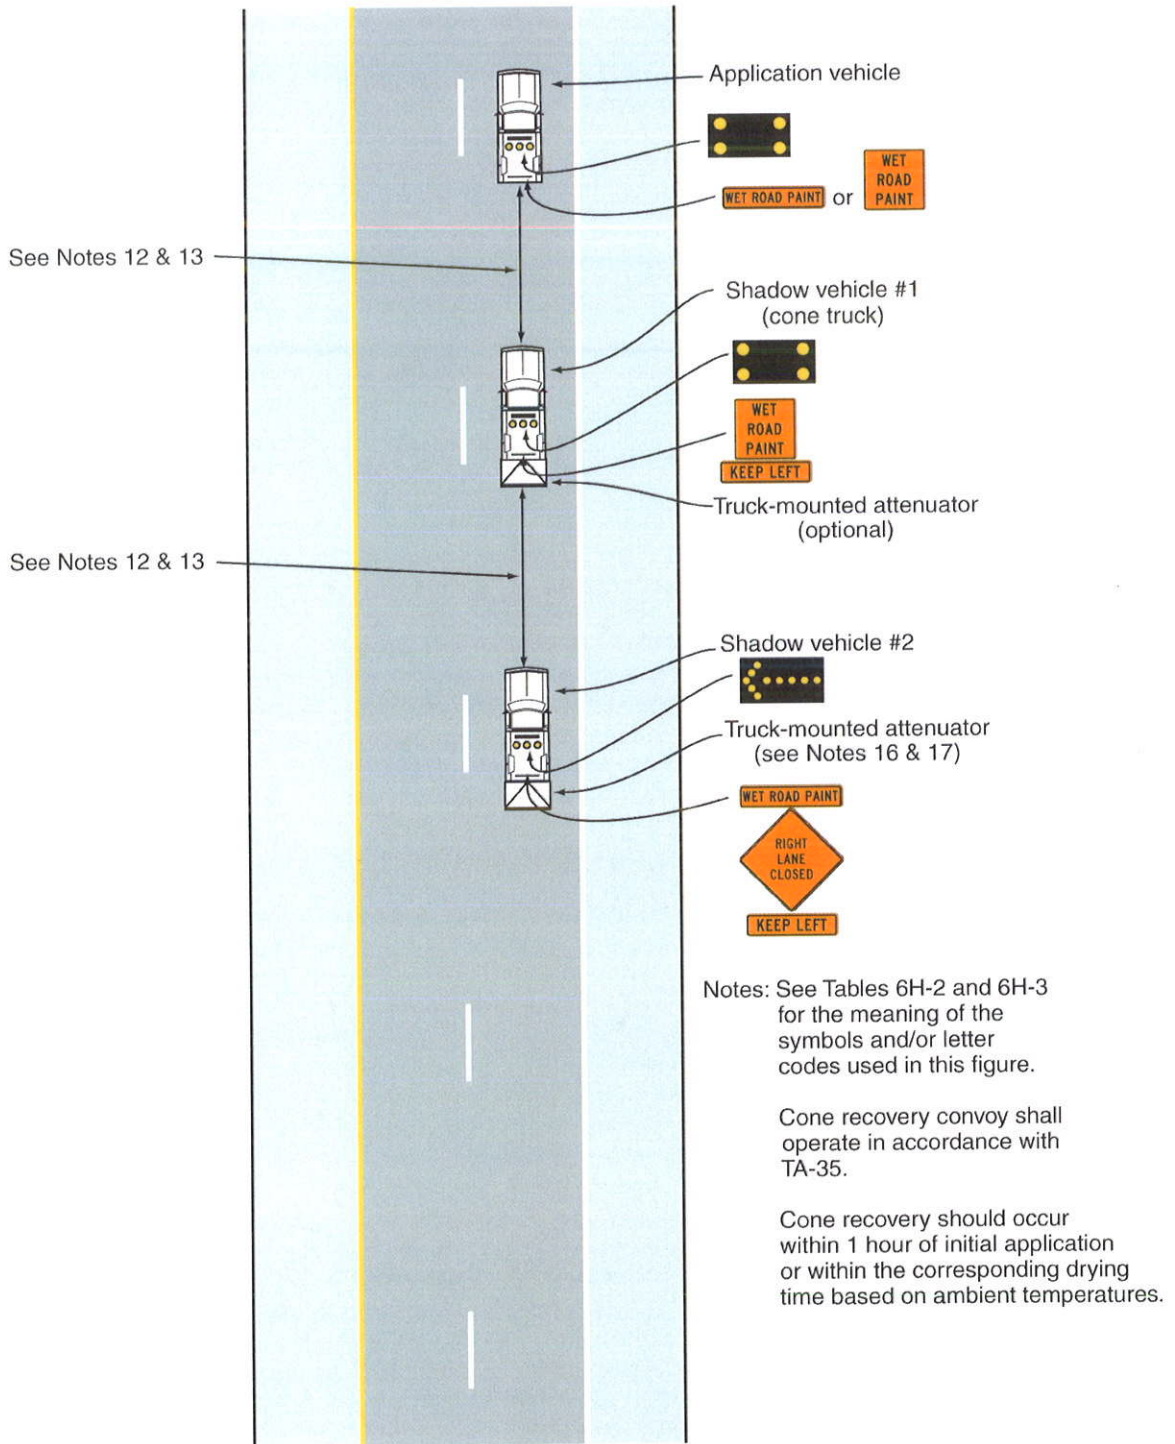 Application vehicle
WET ROAD PAINT or WET
ROAD
PAINT
See Notes 12 & 13
Shadow vehicle #1
(cone truck)
WET
ROAD
PAINT
KEEP LEFT
Truck-mounted attenuator
(optional)
See Notes 12 & 13
Shadow vehicle #2
Truck-mounted attenuator
(see Notes 16 & 17)
WET ROAD PAINT
RIGHT
LANE
CLOSED
KEEP LEFT
Notes: See Tables 6H-2 and 6H-3
for the meaning of the
symbols and/or letter
codes used in this figure.
Cone recovery convoy shall
operate in accordance with
TA-35.
Cone recovery should occur
within 1 hour of initial application
or within the corresponding drying
time based on ambient temperatures.